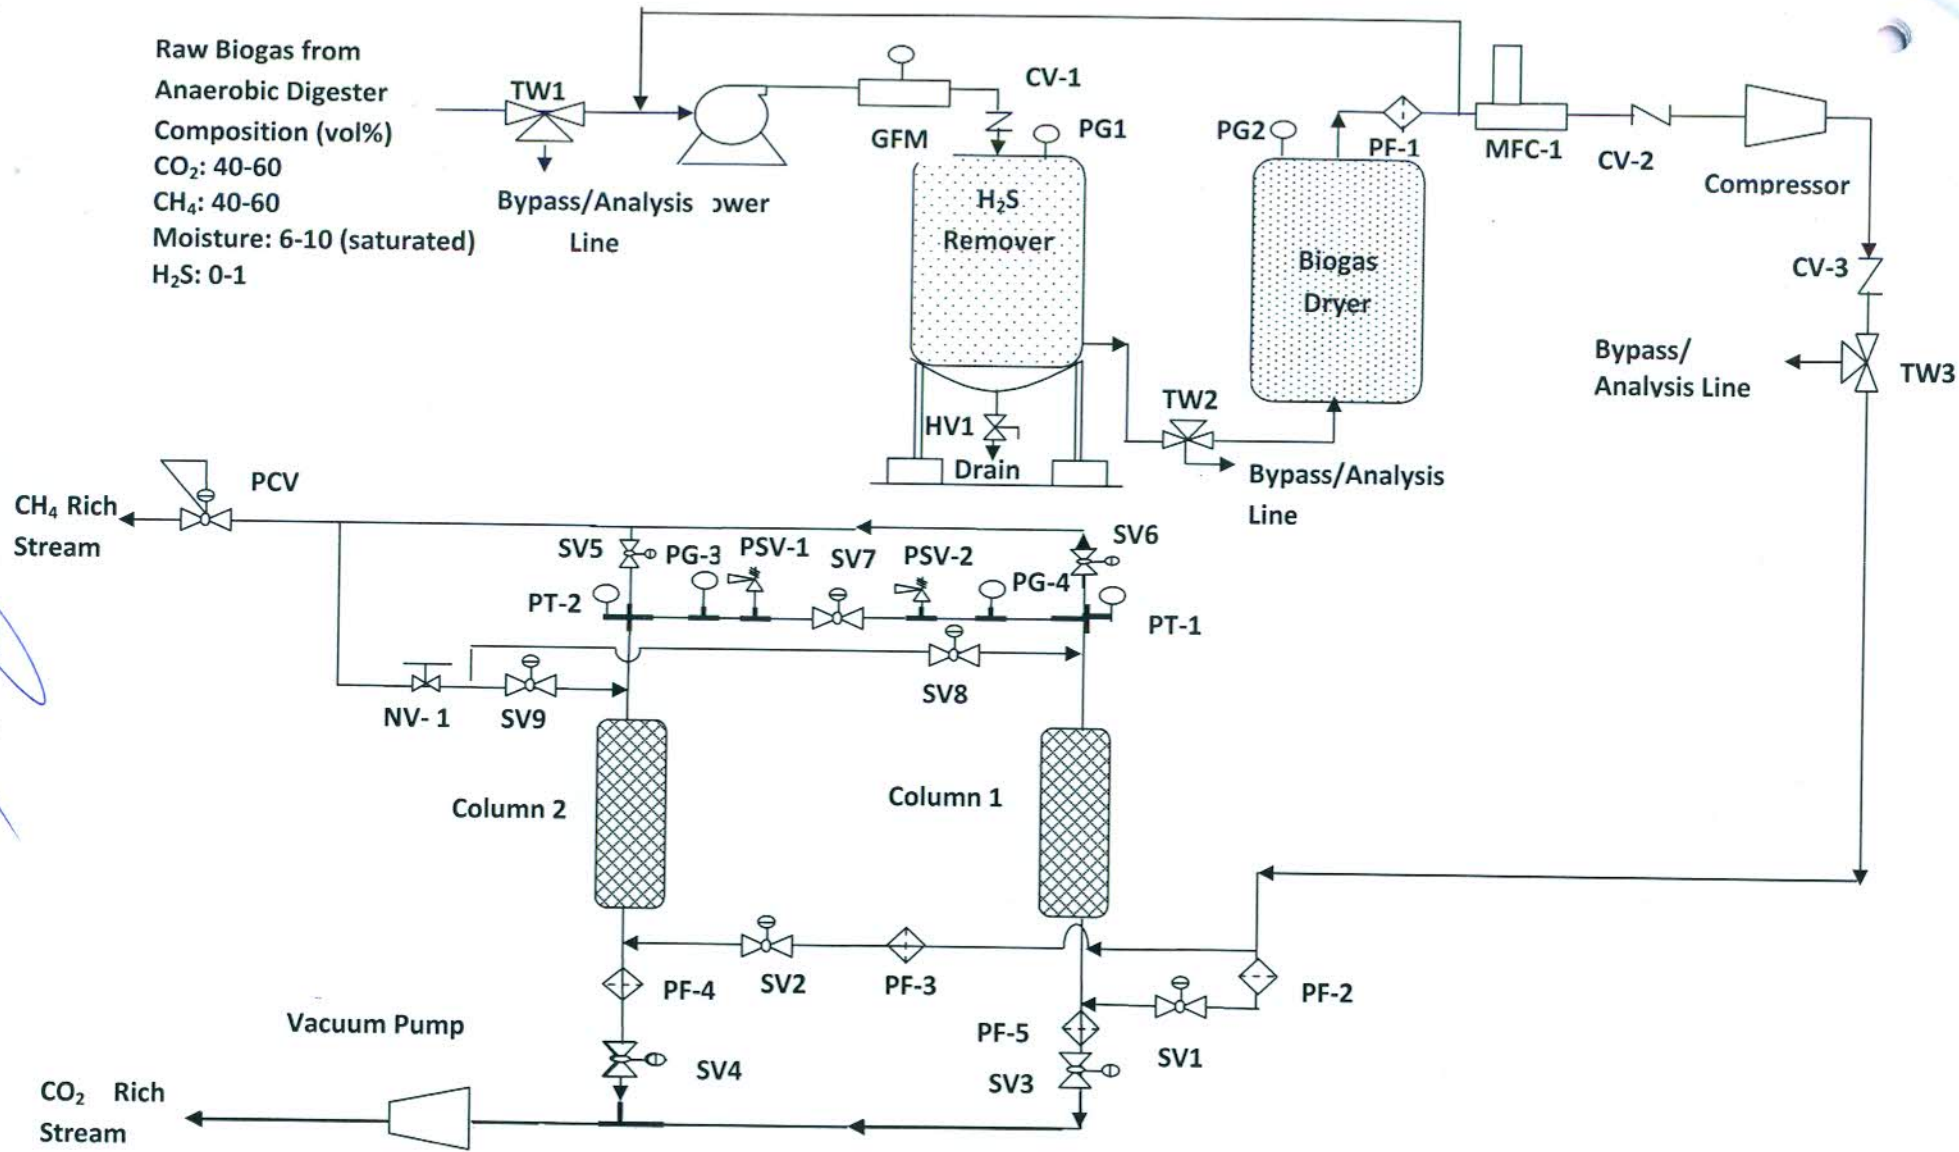 Raw Biogas from
Anaerobic Digester
Composition (vol%)
CO₂: 40-60
CH₄: 40-60
Moisture: 6-10 (saturated)
H₂S: 0-1
TW1
Bypass/Analysis
Line
ower
GFM
CV-1
PG1
H₂S
Remover
HV1
Drain
TW2
Bypass/Analysis
Line
PG2
Biogas
Dryer
PF-1
MFC-1
CV-2
Compressor
CV-3
Bypass/
Analysis Line
TW3
PCV
CH₄ Rich
Stream
SV5
PG-3
PSV-1
SV7
PSV-2
PG-4
SV6
PT-2
PT-1
NV- 1
SV9
SV8
Column 2
Column 1
PF-4
SV2
PF-3
PF-2
PF-5
SV1
SV3
SV4
Vacuum Pump
CO₂ Rich
Stream